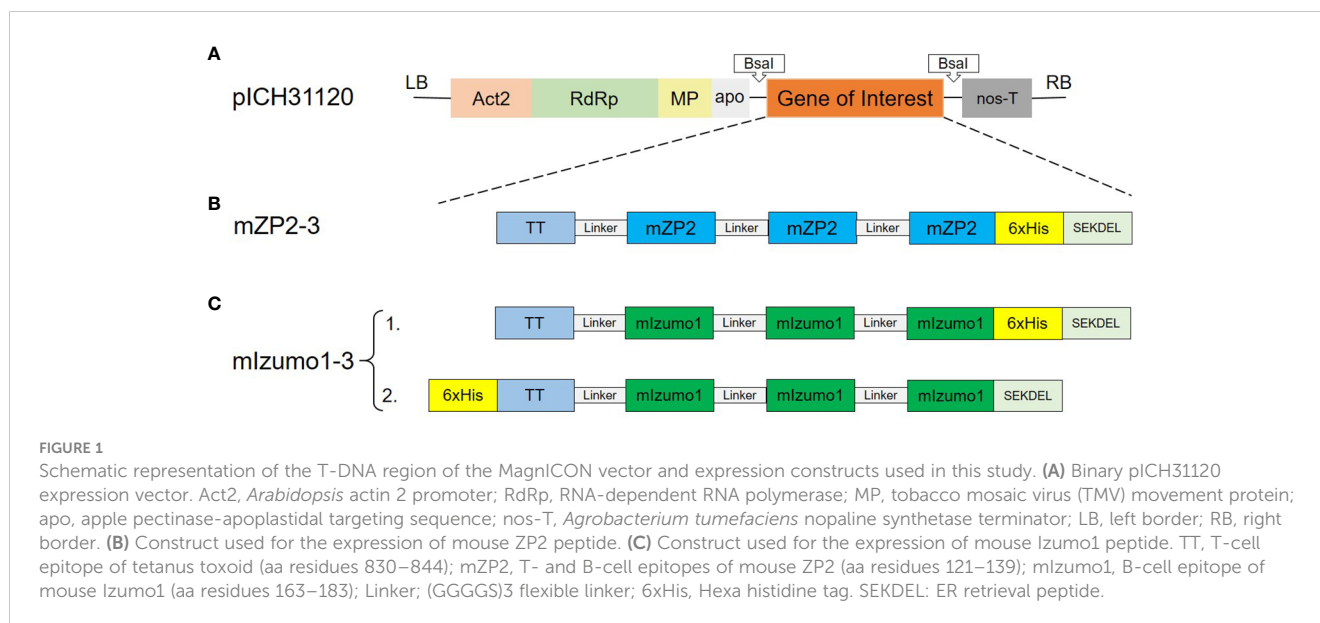 A
BsaI BsaI
pICH31120 LB Act2 RdRp MP apo Gene of Interest nos-T RB
B
mZP2-3 TT Linker mZP2 Linker mZP2 Linker mZP2 6xHis SEKDEL
C
mIzumo1-3
1. TT Linker mIzumo1 Linker mIzumo1 Linker mIzumo1 6xHis SEKDEL
2. 6xHis TT Linker mIzumo1 Linker mIzumo1 Linker mIzumo1 SEKDEL
FIGURE 1
Schematic representation of the T-DNA region of the MagnICON vector and expression constructs used in this study. (A) Binary pICH31120
expression vector. Act2, Arabidopsis actin 2 promoter; RdRp, RNA-dependent RNA polymerase; MP, tobacco mosaic virus (TMV) movement protein;
apo, apple pectinase-apoplastidal targeting sequence; nos-T, Agrobacterium tumefaciens nopaline synthetase terminator; LB, left border; RB, right
border. (B) Construct used for the expression of mouse ZP2 peptide. (C) Construct used for the expression of mouse Izumo1 peptide. TT, T-cell
epitope of tetanus toxoid (aa residues 830–844); mZP2, T- and B-cell epitopes of mouse ZP2 (aa residues 121–139); mIzumo1, B-cell epitope of
mouse Izumo1 (aa residues 163–183); Linker; (GGGGS)3 flexible linker; 6xHis, Hexa histidine tag. SEKDEL: ER retrieval peptide.